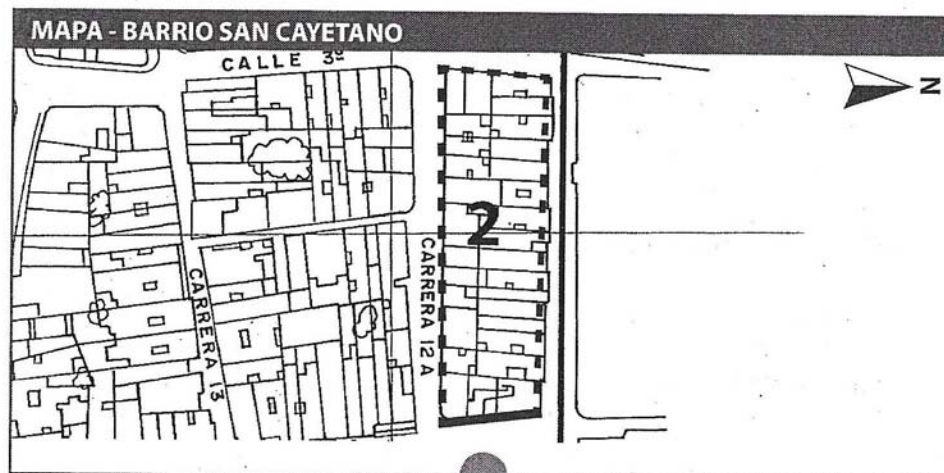 MAPA - BARRIO SAN CAYETANO
CALLE 3ª
N
2
CARRERA 12 A
CARRERA 13